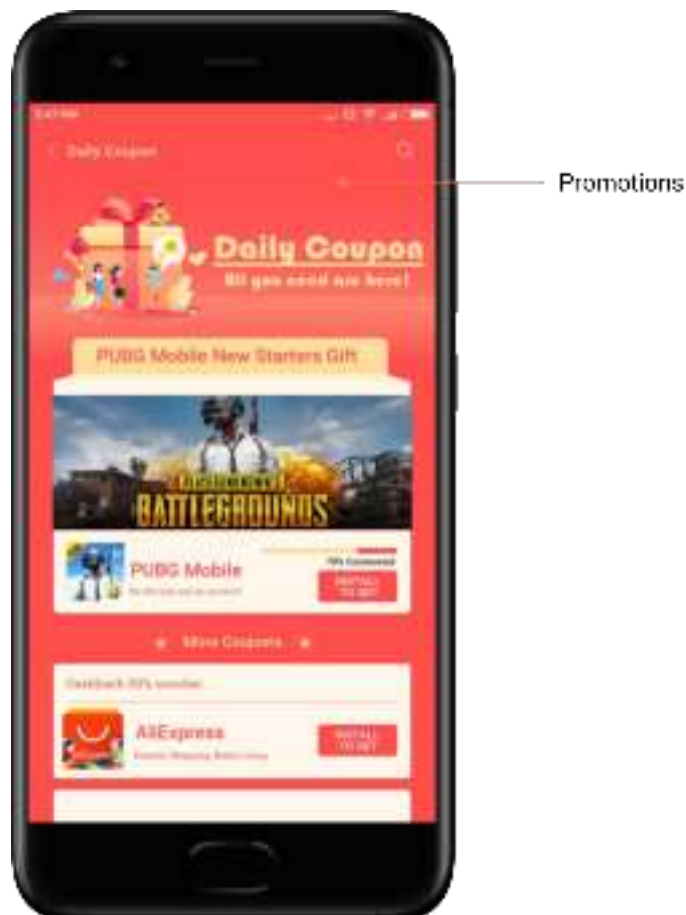 Daily Coupon
Promotions
Daily Coupon
All you need are here!
PUBG Mobile New Starters Gift
BATTLEGROUNDS
PUBG Mobile
INSTALL
TO GET
More Coupons
AliExpress
INSTALL
TO GET